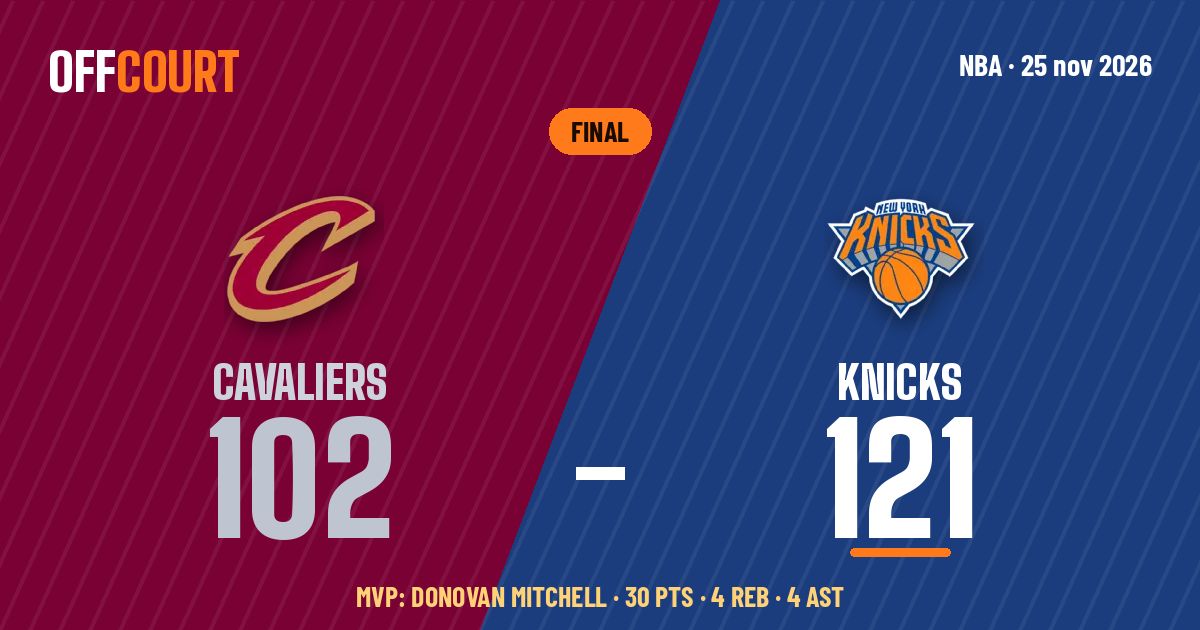 OFFCOURT
NBA · 25 nov 2026
FINAL
NEW YORK
KNICKS
CAVALIERS
KNICKS
102 – 121
MVP: DONOVAN MITCHELL · 30 PTS · 4 REB · 4 AST